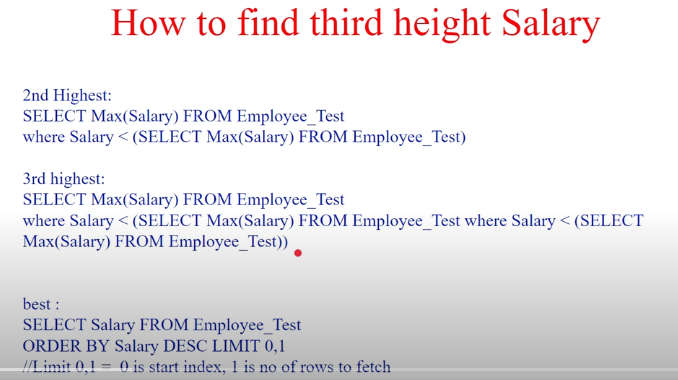 How to find third height Salary
2nd Highest:
SELECT Max(Salary) FROM Employee_Test
where Salary < (SELECT Max(Salary) FROM Employee_Test)
3rd highest:
SELECT Max(Salary) FROM Employee_Test
where Salary < (SELECT Max(Salary) FROM Employee_Test where Salary < (SELECT
Max(Salary) FROM Employee_Test))
best :
SELECT Salary FROM Employee_Test
ORDER BY Salary DESC LIMIT 0,1
//Limit 0,1 =  0 is start index, 1 is no of rows to fetch